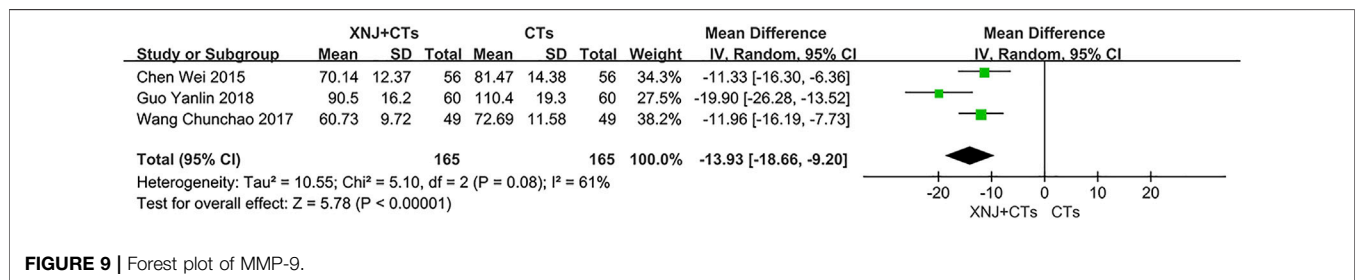 XNJ+CTs CTs Mean Difference Mean Difference
Study or Subgroup Mean SD Total Mean SD Total Weight IV, Random, 95% CI IV, Random, 95% CI
Chen Wei 2015 70.14 12.37 56 81.47 14.38 56 34.3% -11.33 [-16.30, -6.36]
Guo Yanlin 2018 90.5 16.2 60 110.4 19.3 60 27.5% -19.90 [-26.28, -13.52]
Wang Chunchao 2017 60.73 9.72 49 72.69 11.58 49 38.2% -11.96 [-16.19, -7.73]
Total (95% CI) 165 165 100.0% -13.93 [-18.66, -9.20]
Heterogeneity: Tau² = 10.55; Chi² = 5.10, df = 2 (P = 0.08); I² = 61%
Test for overall effect: Z = 5.78 (P < 0.00001)
-20 -10 0 10 20
XNJ+CTs CTs
FIGURE 9 | Forest plot of MMP-9.